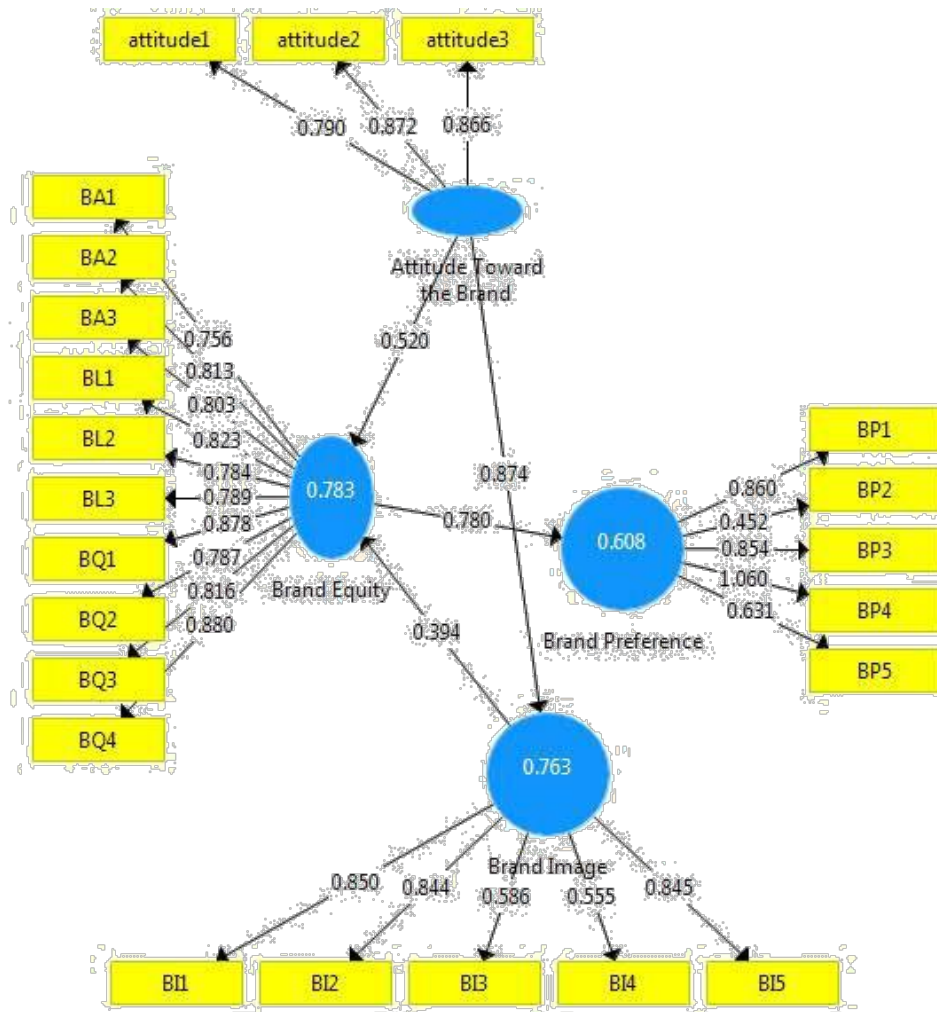 attitude1 attitude2 attitude3
0.790 0.872 0.866
BA1
BA2
BA3
BL1
BL2
BL3
BQ1
BQ2
BQ3
BQ4
Attitude Toward
the Brand
0.756
0.813
0.803
0.823
0.784
0.789
0.878
0.787
0.816
0.880
0.520
0.874
0.783
Brand Equity
0.780
0.394
0.608
Brand Preference
0.860
0.452
0.854
1.060
0.631
BP1
BP2
BP3
BP4
BP5
0.763
Brand Image
0.850 0.844 0.586 0.555 0.845
BI1 BI2 BI3 BI4 BI5